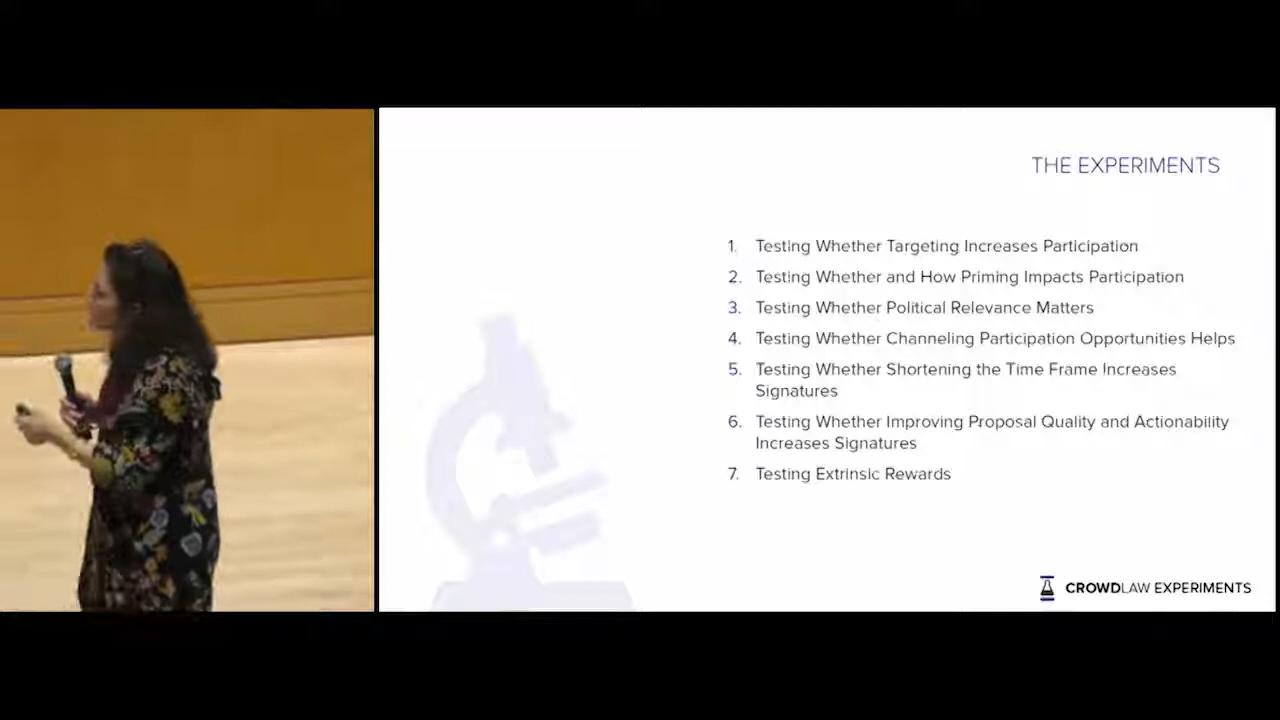 THE EXPERIMENTS
1. Testing Whether Targeting Increases Participation
2. Testing Whether and How Priming Impacts Participation
3. Testing Whether Political Relevance Matters
4. Testing Whether Channeling Participation Opportunities Helps
5. Testing Whether Shortening the Time Frame Increases
Signatures
6. Testing Whether Improving Proposal Quality and Actionability
Increases Signatures
7. Testing Extrinsic Rewards
CROWDLAW EXPERIMENTS